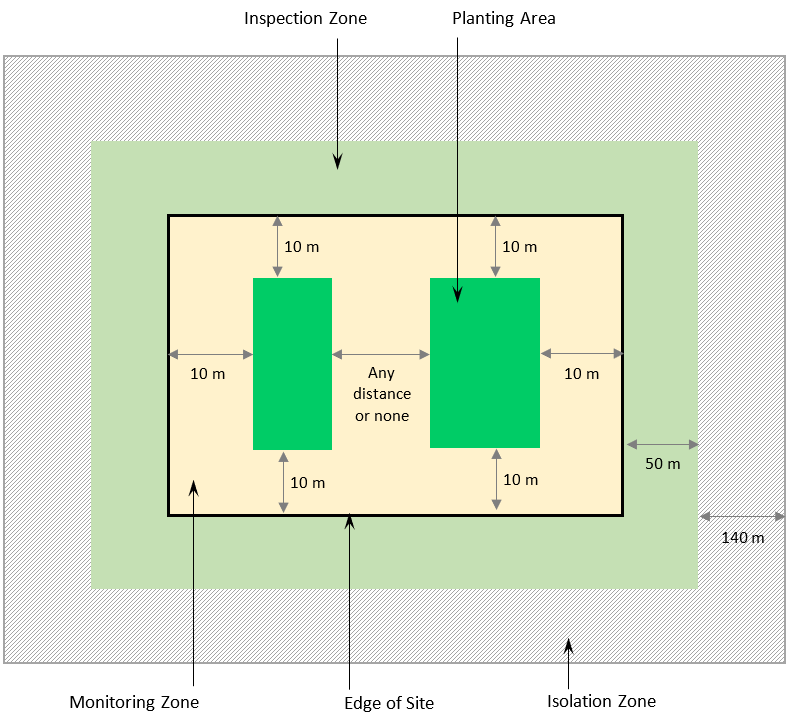 Inspection Zone
Planting Area
10 m
10 m
10 m
Any
distance
or none
10 m
50 m
10 m
10 m
140 m
Monitoring Zone
Edge of Site
Isolation Zone